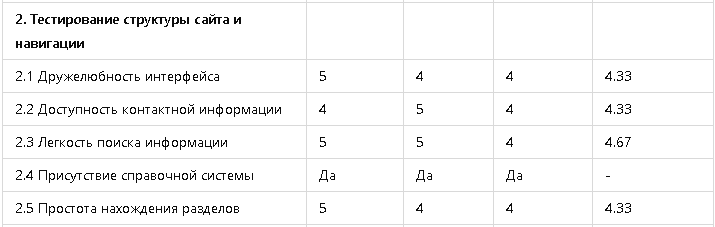 2. Тестирование структуры сайта и
навигации
2.1 Дружелюбность интерфейса 5 4 4 4.33
2.2 Доступность контактной информации 4 5 4 4.33
2.3 Легкость поиска информации 5 5 4 4.67
2.4 Присутствие справочной системы Да Да Да -
2.5 Простота нахождения разделов 5 4 4 4.33